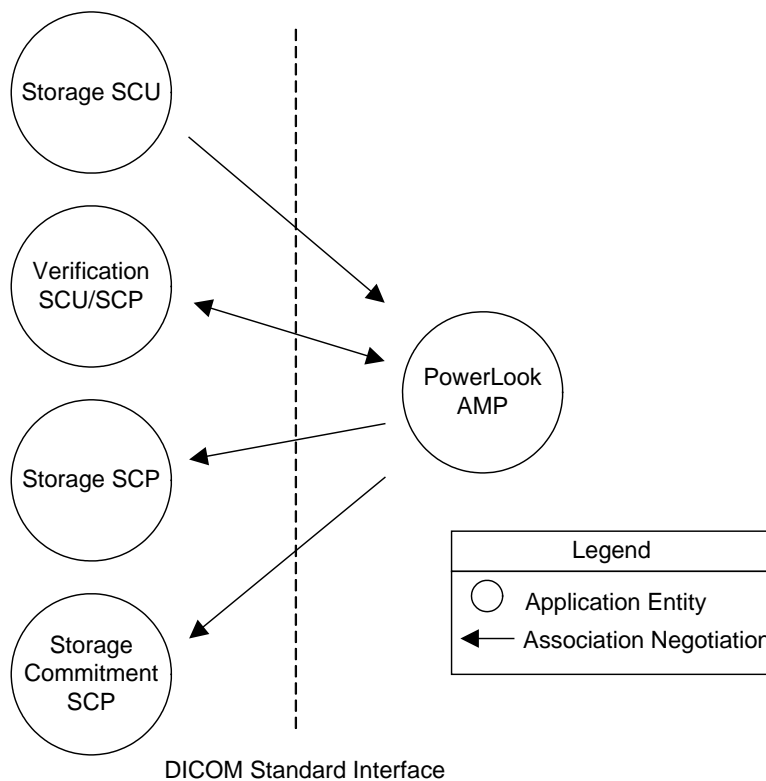 Storage SCU
Verification
SCU/SCP
PowerLook
AMP
Storage SCP
Storage
Commitment
SCP
Legend
Application Entity
Association Negotiation
DICOM Standard Interface